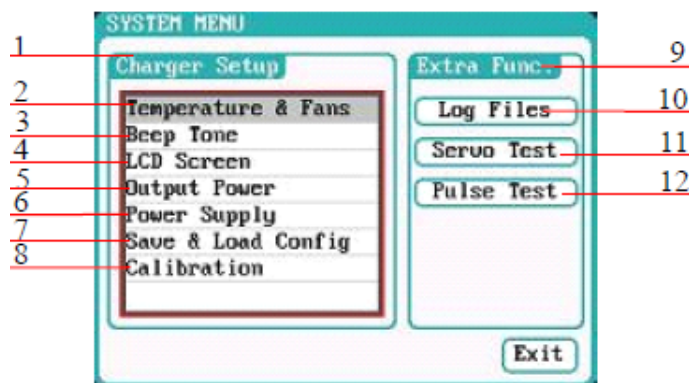 SYSTEM MENU
1
Charger Setup
2
Temperature & Fans
3
Beep Tone
4
LCD Screen
5
Output Power
6
Power Supply
7
Save & Load Config
8
Calibration
Extra Func.
9
Log Files
10
Servo Test
11
Pulse Test
12
Exit